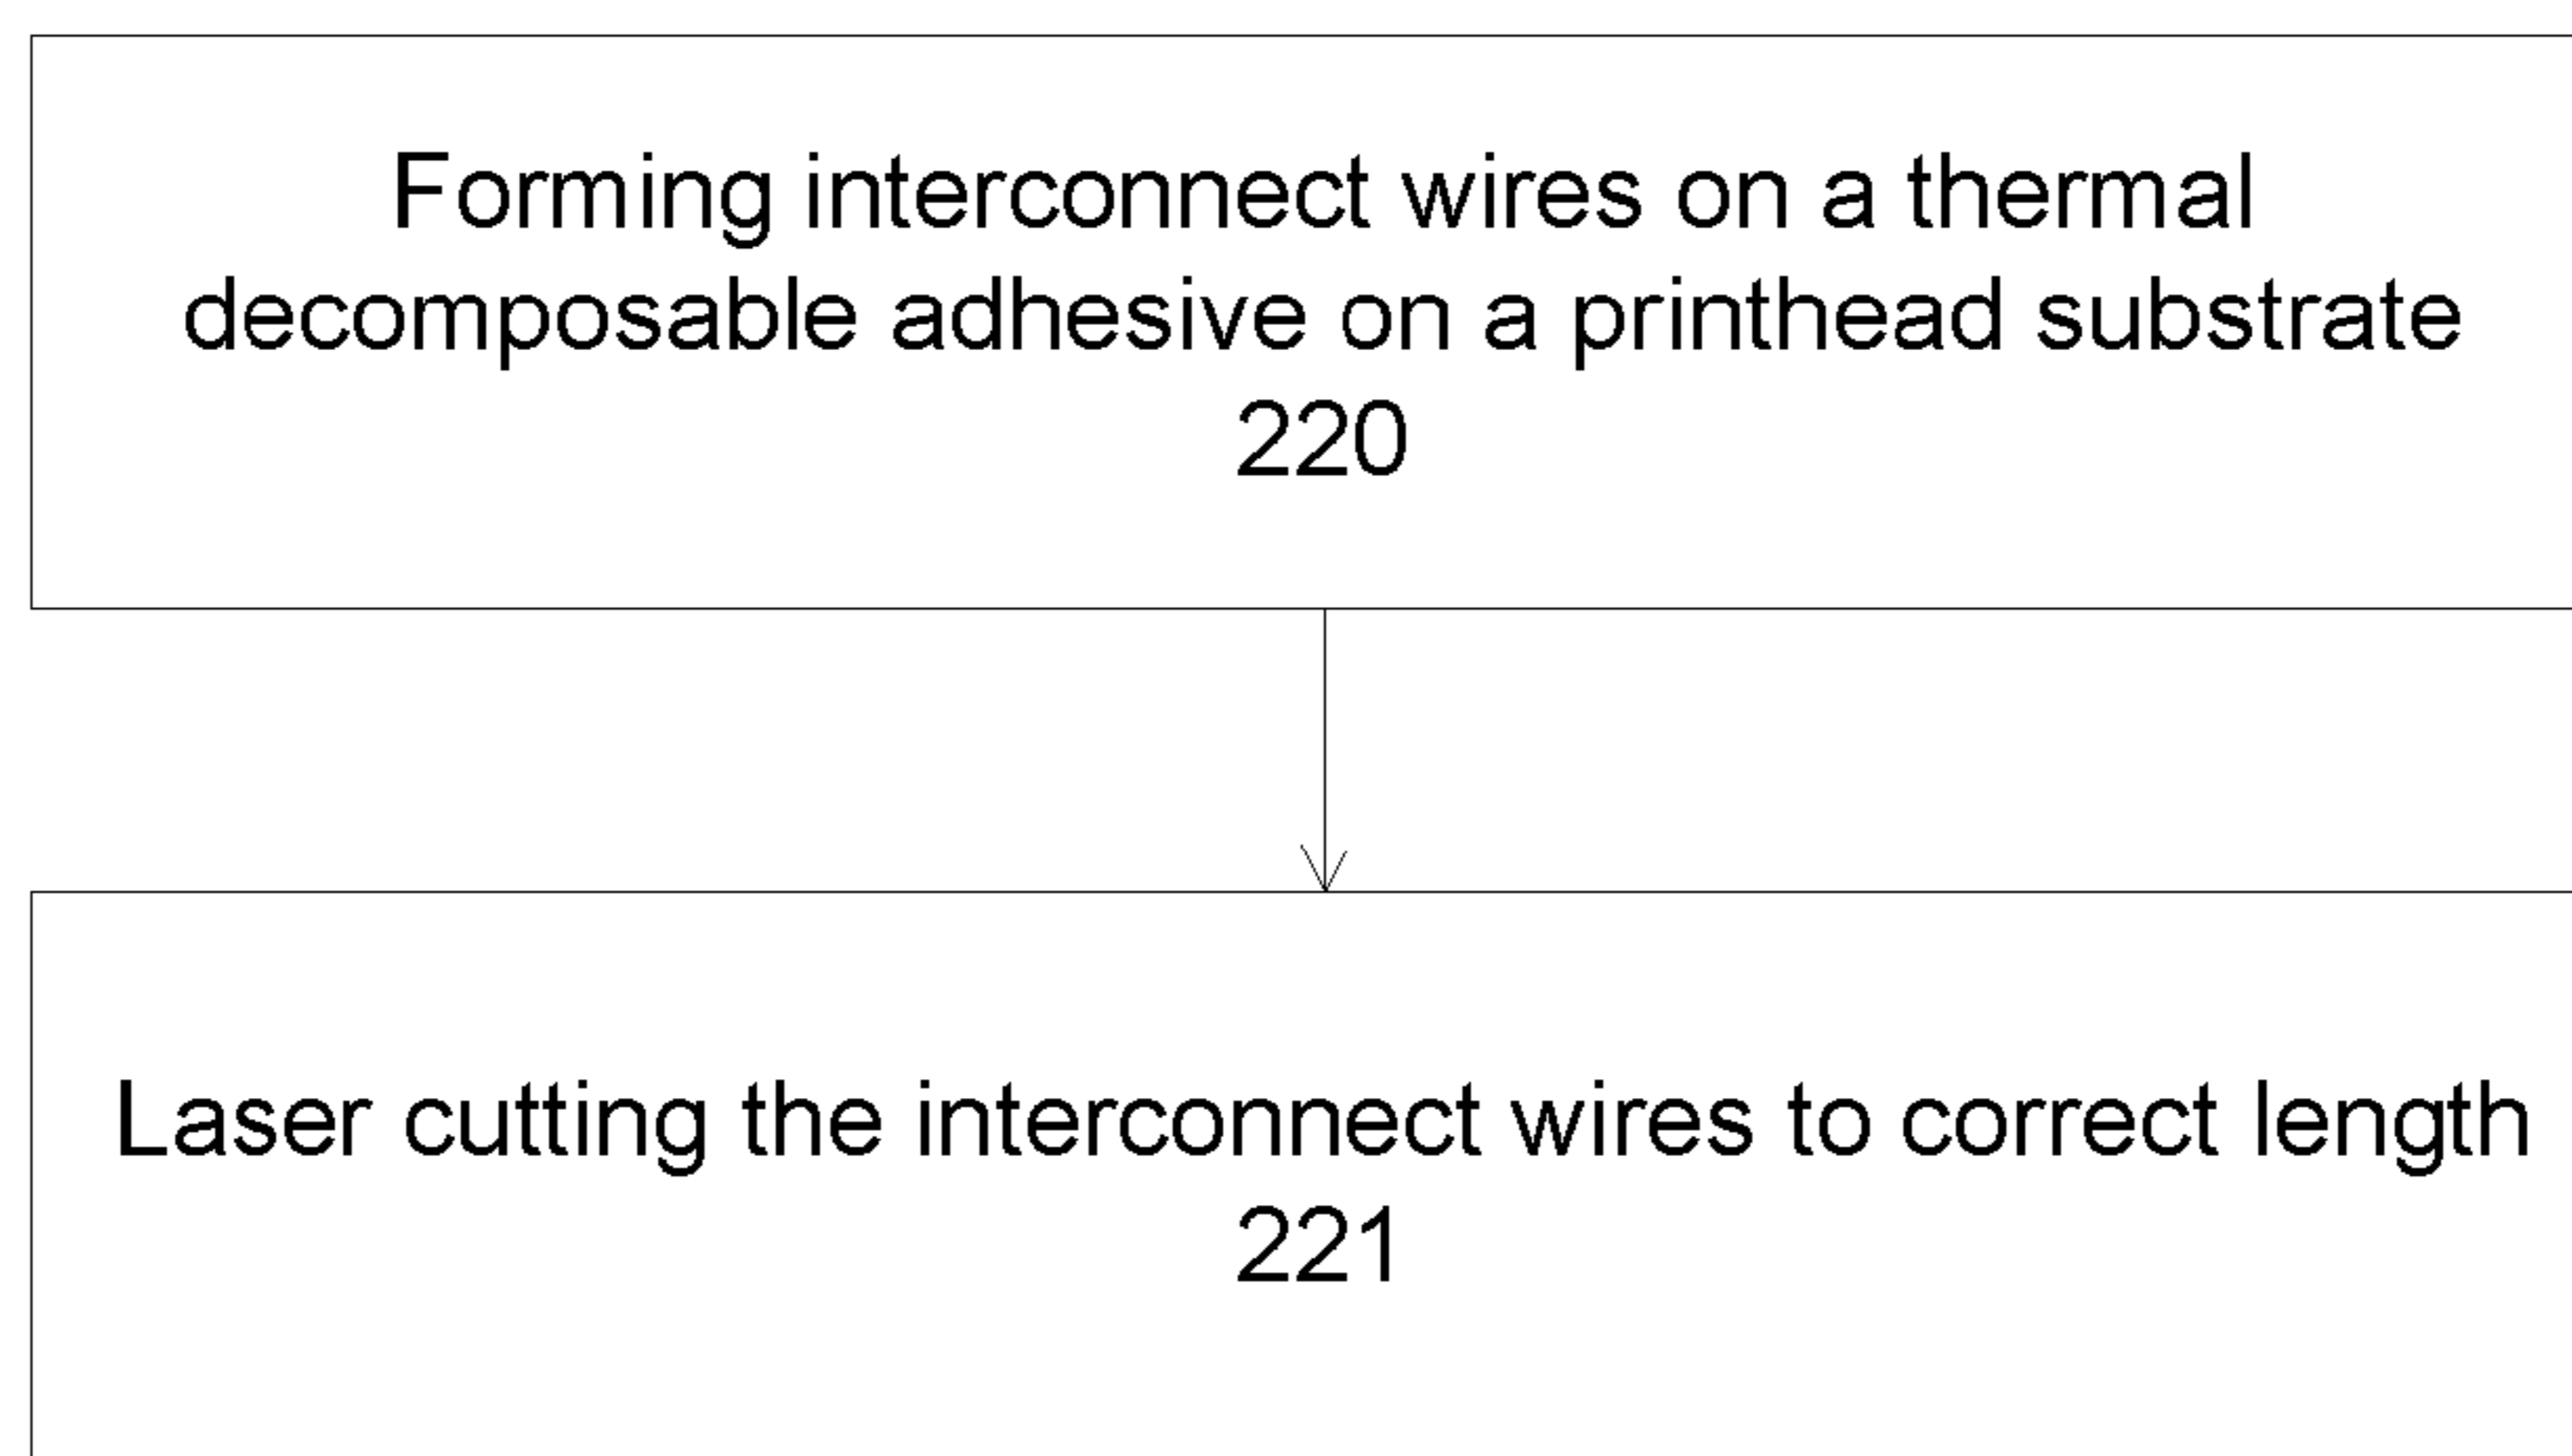 Forming interconnect wires on a thermal
decomposable adhesive on a printhead substrate
220
Laser cutting the interconnect wires to correct length
221